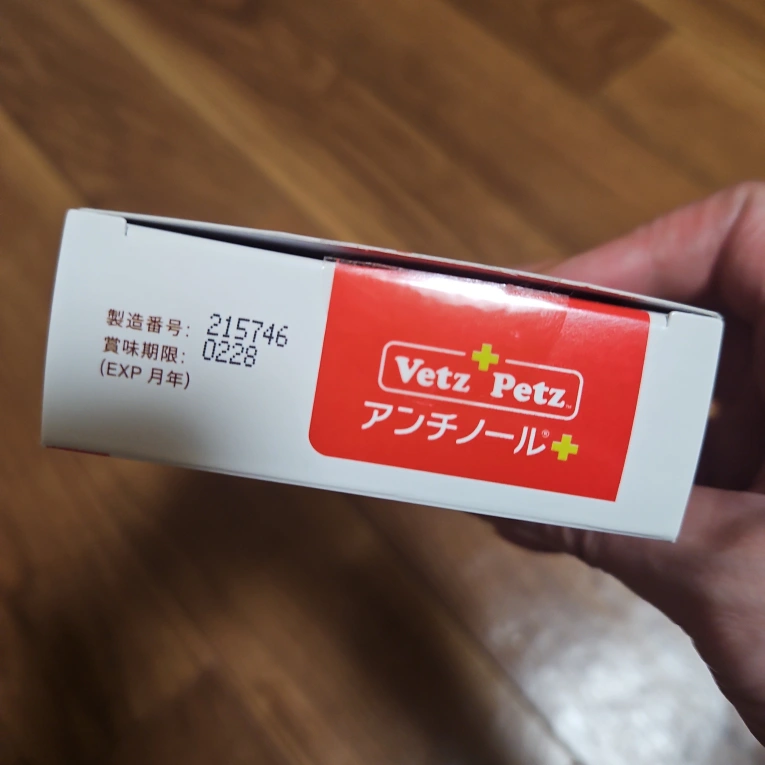 製造番号: 215746
賞味期限: 0228
(EXP 月年)
Vetz Petz™
アンチノール®